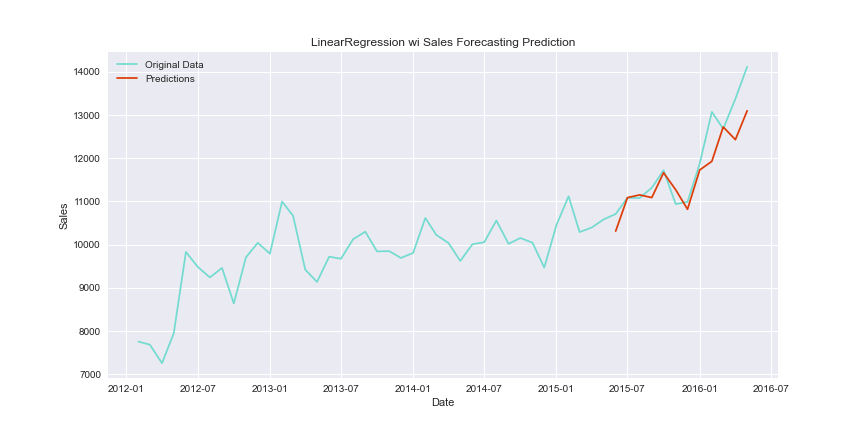 LinearRegression wi Sales Forecasting Prediction
Original Data
Predictions
14000
13000
12000
11000
10000
9000
8000
7000
Sales
2012-01 2012-07 2013-01 2013-07 2014-01 2014-07 2015-01 2015-07 2016-01 2016-07
Date